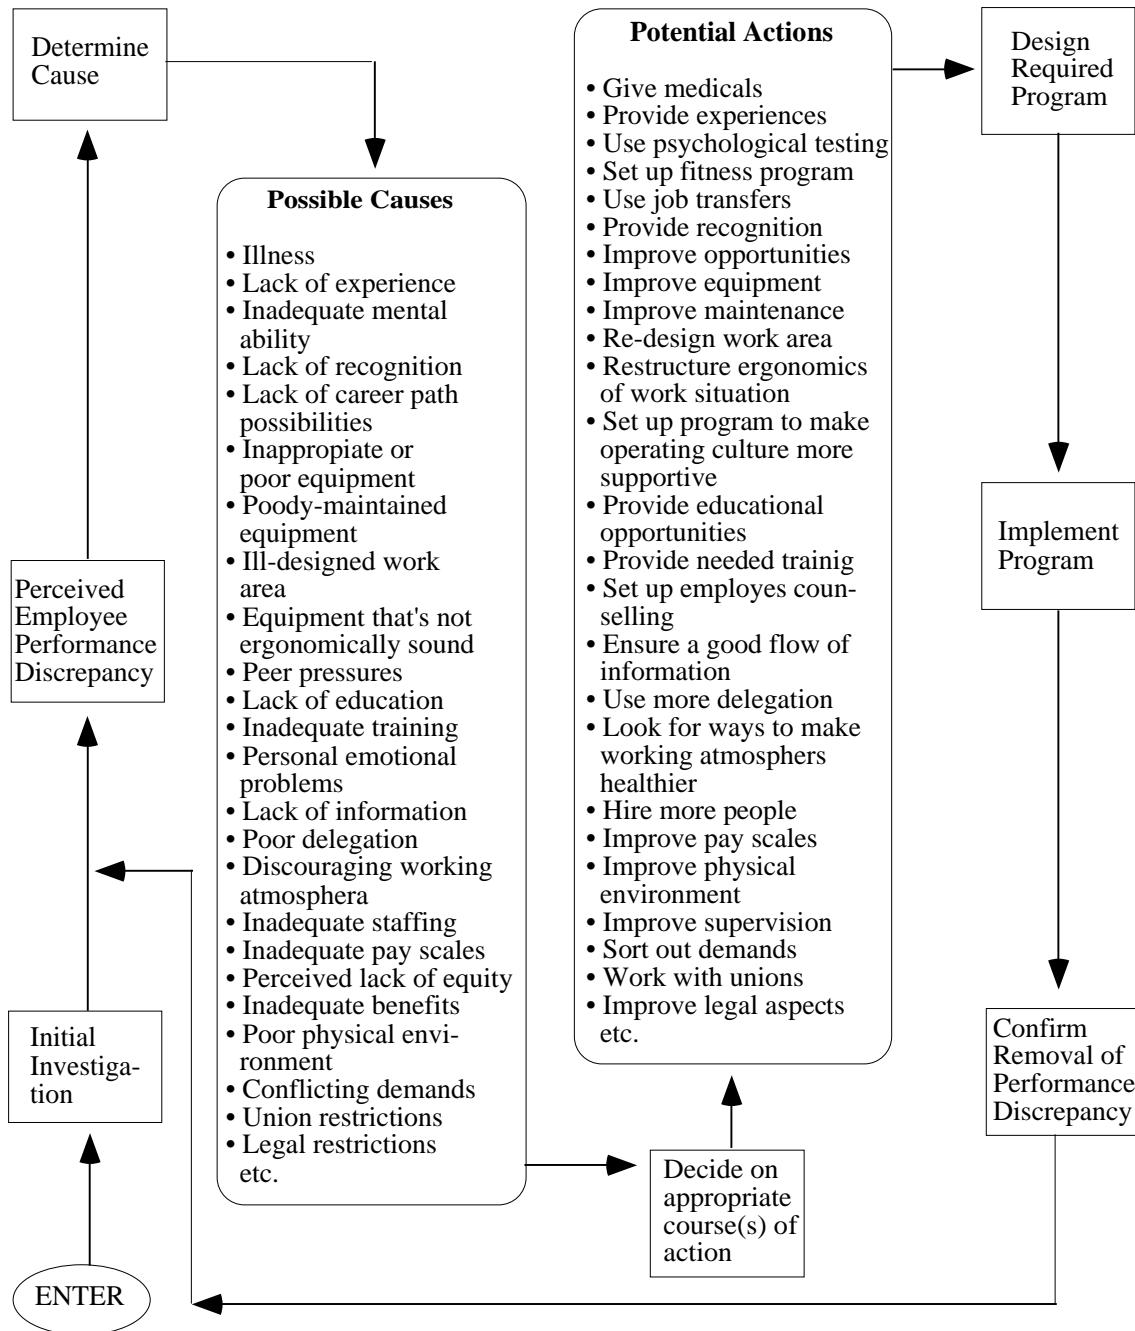 Determine
Cause
Possible Causes
• Illness
• Lack of experience
• Inadequate mental
ability
• Lack of recognition
• Lack of career path
possibilities
• Inappropiate or
poor equipment
• Poody-maintained
equipment
• Ill-designed work
area
• Equipment that's not
ergonomically sound
• Peer pressures
• Lack of education
• Inadequate training
• Personal emotional
problems
• Lack of information
• Poor delegation
• Discouraging working
atmosphera
• Inadequate staffing
• Inadequate pay scales
• Perceived lack of equity
• Inadequate benefits
• Poor physical envi-
ronment
• Conflicting demands
• Union restrictions
• Legal restrictions
etc.
Potential Actions
• Give medicals
• Provide experiences
• Use psychological testing
• Set up fitness program
• Use job transfers
• Provide recognition
• Improve opportunities
• Improve equipment
• Improve maintenance
• Re-design work area
• Restructure ergonomics
of work situation
• Set up program to make
operating culture more
supportive
• Provide educational
opportunities
• Provide needed trainig
• Set up employes coun-
selling
• Ensure a good flow of
information
• Use more delegation
• Look for ways to make
working atmosphers
healthier
• Hire more people
• Improve pay scales
• Improve physical
environment
• Improve supervision
• Sort out demands
• Work with unions
• Improve legal aspects
etc.
Design
Required
Program
Implement
Program
Confirm
Removal of
Performance
Discrepancy
Decide on
appropriate
course(s) of
action
Perceived
Employee
Performance
Discrepancy
Initial
Investiga-
tion
ENTER